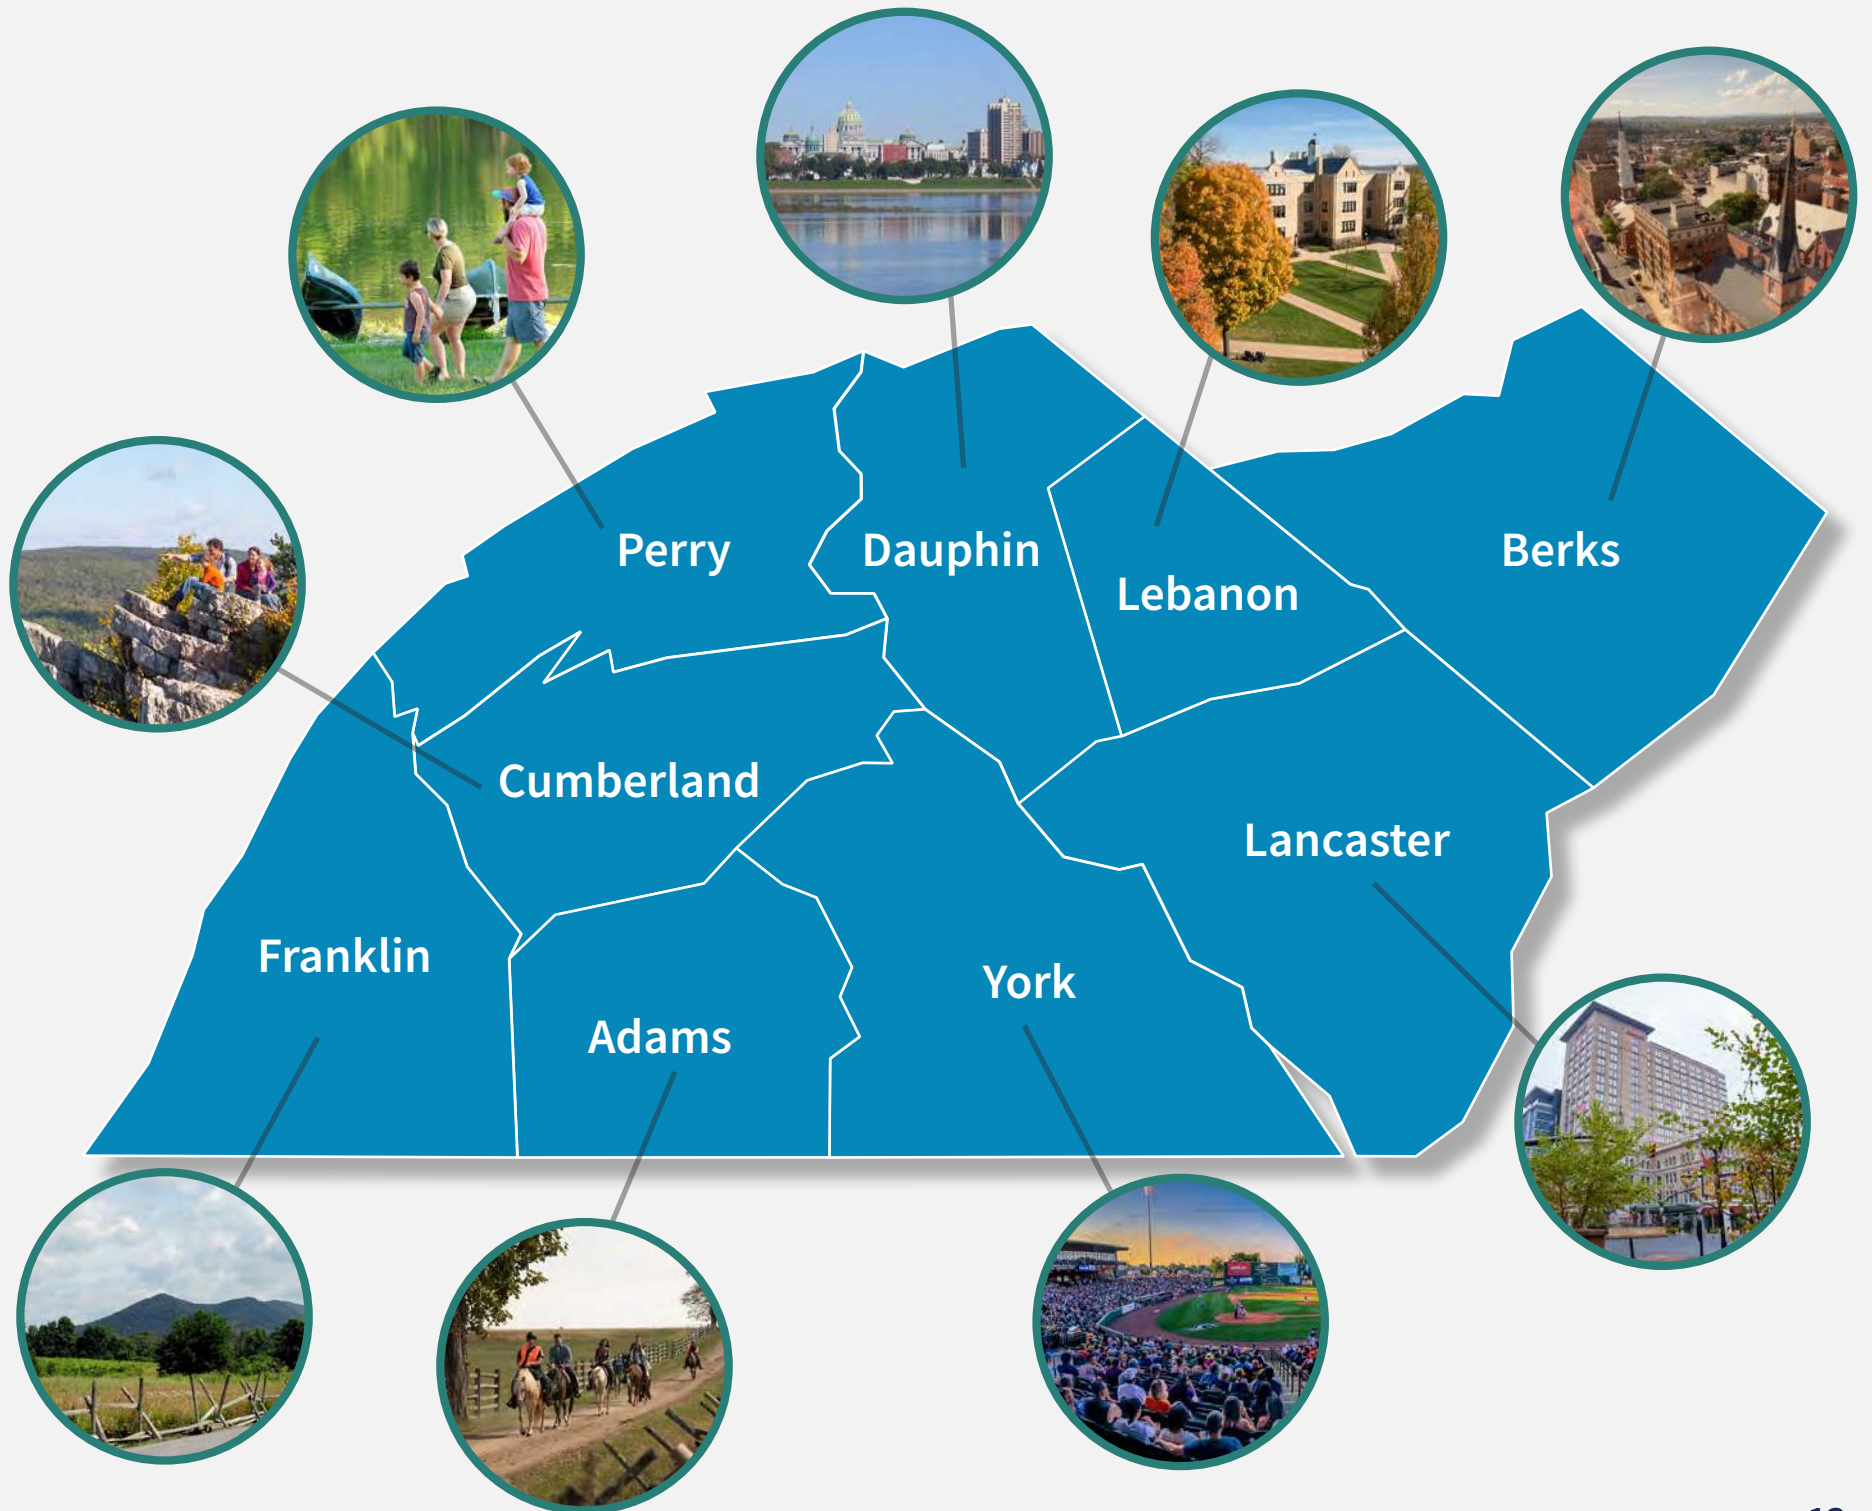 Perry
Dauphin
Lebanon
Berks
Cumberland
Lancaster
Franklin
York
Adams